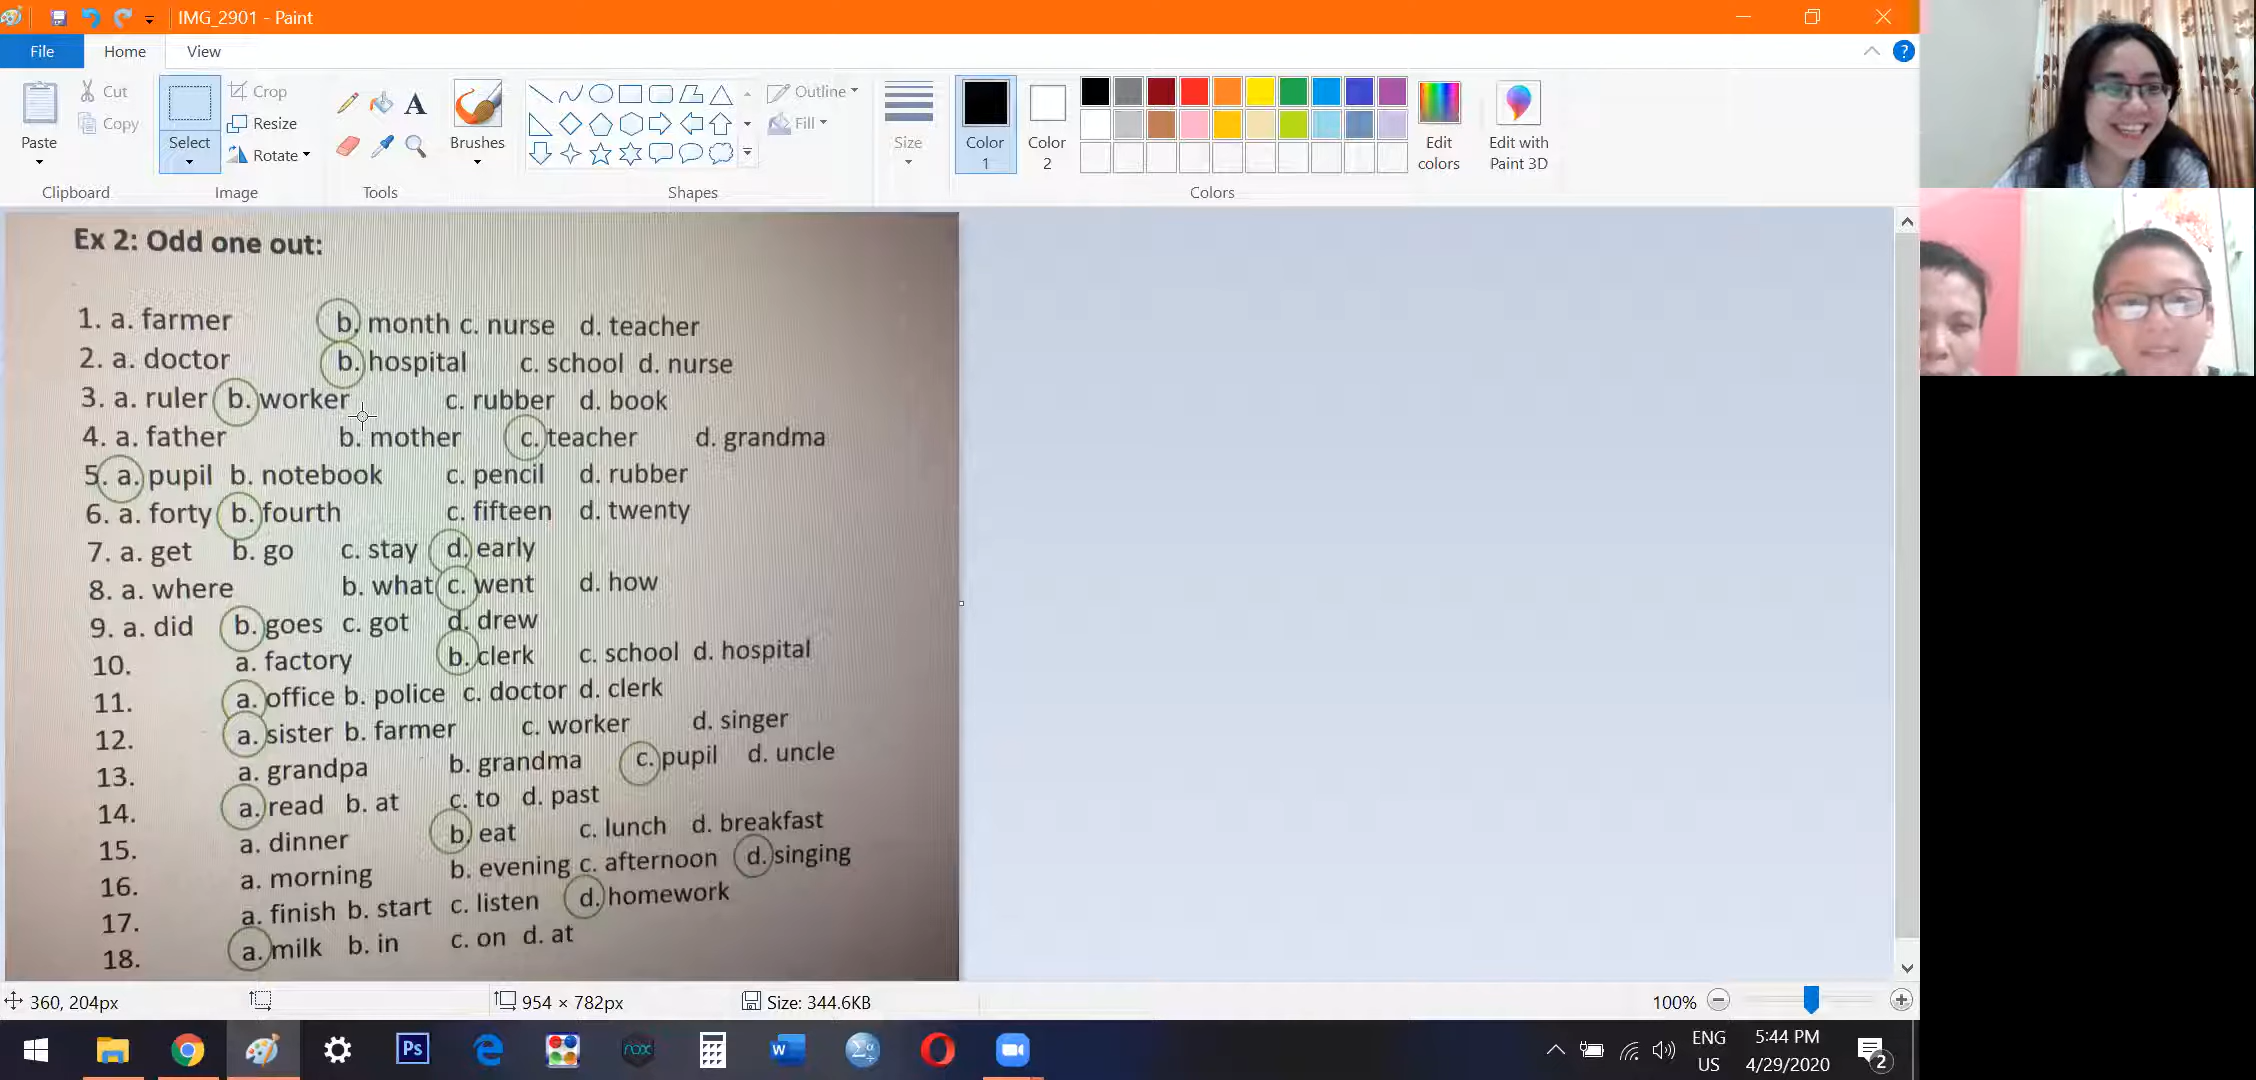 IMG_2901 - Paint
File Home View
Paste Cut Copy Clipboard
Select Crop Resize Rotate Image
A Tools
Brushes
Outline Fill Shapes
Size
Color 1 Color 2 Edit colors Edit with Paint 3D Colors
Ex 2: Odd one out:
1. a. farmer b. month c. nurse d. teacher
2. a. doctor b. hospital c. school d. nurse
3. a. ruler b. worker c. rubber d. book
4. a. father b. mother c. teacher d. grandma
5. a. pupil b. notebook c. pencil d. rubber
6. a. forty b. fourth c. fifteen d. twenty
7. a. get b. go c. stay d. early
8. a. where b. what c. went d. how
9. a. did b. goes c. got d. drew
10. a. factory b. clerk c. school d. hospital
11. a. office b. police c. doctor d. clerk
12. a. sister b. farmer c. worker d. singer
13. a. grandpa b. grandma c. pupil d. uncle
14. a. read b. at c. to d. past
15. a. dinner b. eat c. lunch d. breakfast
16. a. morning b. evening c. afternoon d. singing
17. a. finish b. start c. listen d. homework
18. a. milk b. in c. on d. at
360, 204px 954 × 782px Size: 344.6KB 100%
Ps nox W Σα ENG US 5:44 PM 4/29/2020 2